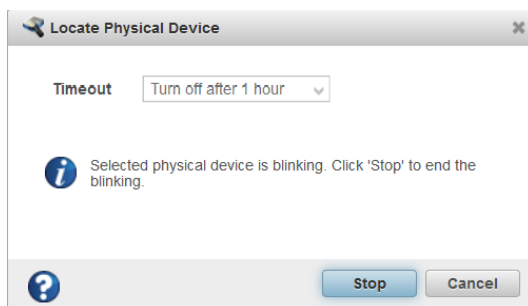 Locate Physical Device
Timeout Turn off after 1 hour
Selected physical device is blinking. Click 'Stop' to end the
blinking.
Stop Cancel